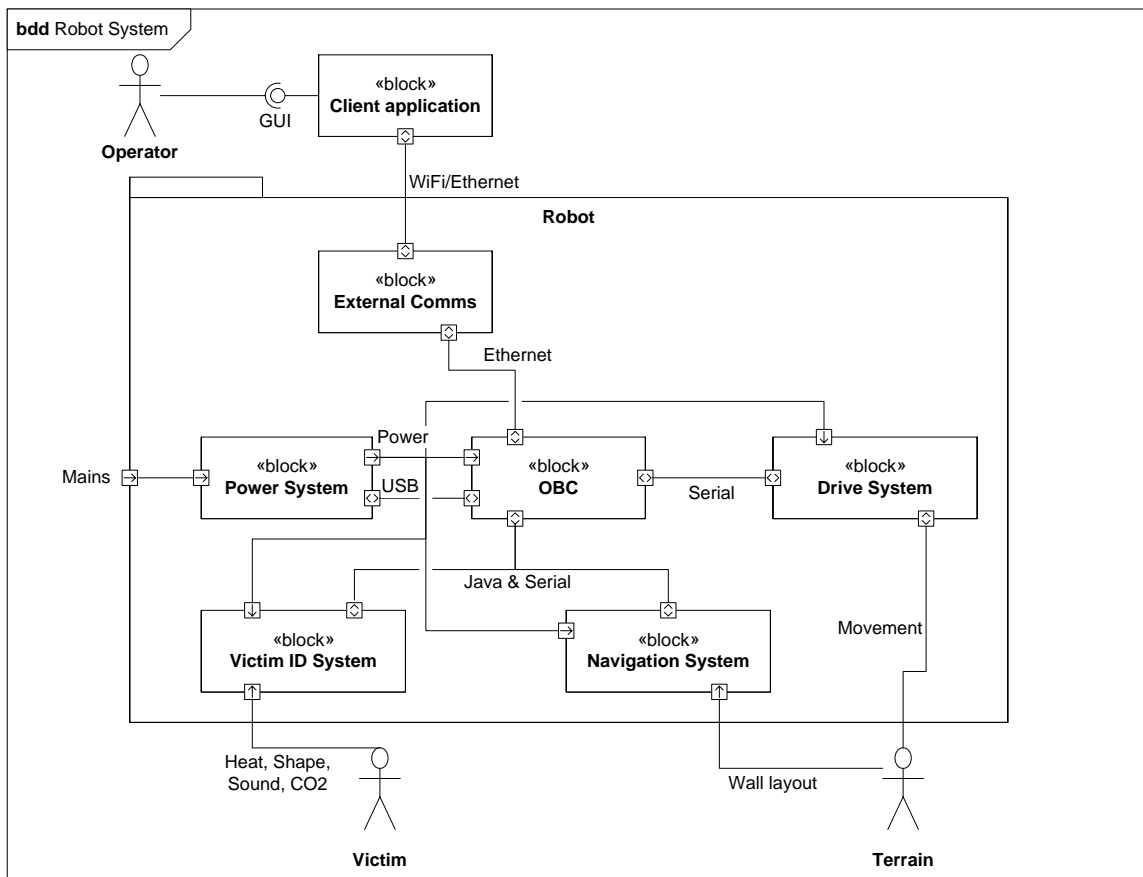 bdd Robot System
«block»
Client application
GUI
Operator
WiFi/Ethernet
Robot
«block»
External Comms
Ethernet
Power
«block»
Power System
«block»
OBC
«block»
Drive System
Mains
USB
Serial
Java & Serial
«block»
Victim ID System
«block»
Navigation System
Movement
Heat, Shape,
Sound, CO2
Wall layout
Victim
Terrain